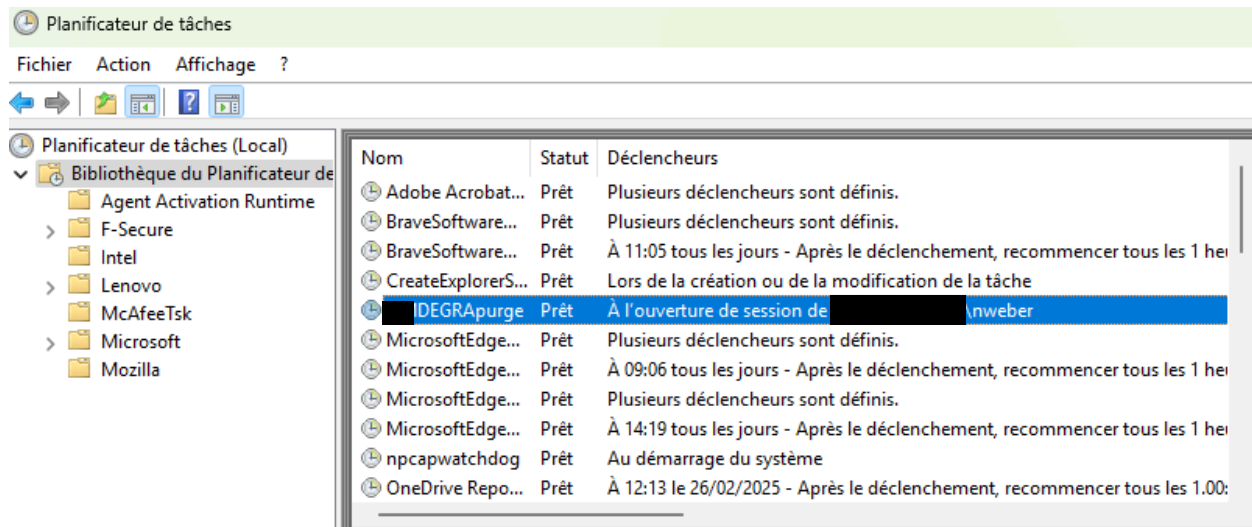 Planificateur de tâches
Fichier Action Affichage ?
Planificateur de tâches (Local)
Bibliothèque du Planificateur de
Agent Activation Runtime
F-Secure
Intel
Lenovo
McAfeeTsk
Microsoft
Mozilla
Nom Statut Déclencheurs
Adobe Acrobat... Prêt Plusieurs déclencheurs sont définis.
BraveSoftware... Prêt Plusieurs déclencheurs sont définis.
BraveSoftware... Prêt À 11:05 tous les jours - Après le déclenchement, recommencer tous les 1 he
CreateExplorerS... Prêt Lors de la création ou de la modification de la tâche
IDEGRApurge Prêt À l'ouverture de session de \nweber
MicrosoftEdge... Prêt Plusieurs déclencheurs sont définis.
MicrosoftEdge... Prêt À 09:06 tous les jours - Après le déclenchement, recommencer tous les 1 he
MicrosoftEdge... Prêt Plusieurs déclencheurs sont définis.
MicrosoftEdge... Prêt À 14:19 tous les jours - Après le déclenchement, recommencer tous les 1 he
npcapwatchdog Prêt Au démarrage du système
OneDrive Repo... Prêt À 12:13 le 26/02/2025 - Après le déclenchement, recommencer tous les 1.00: